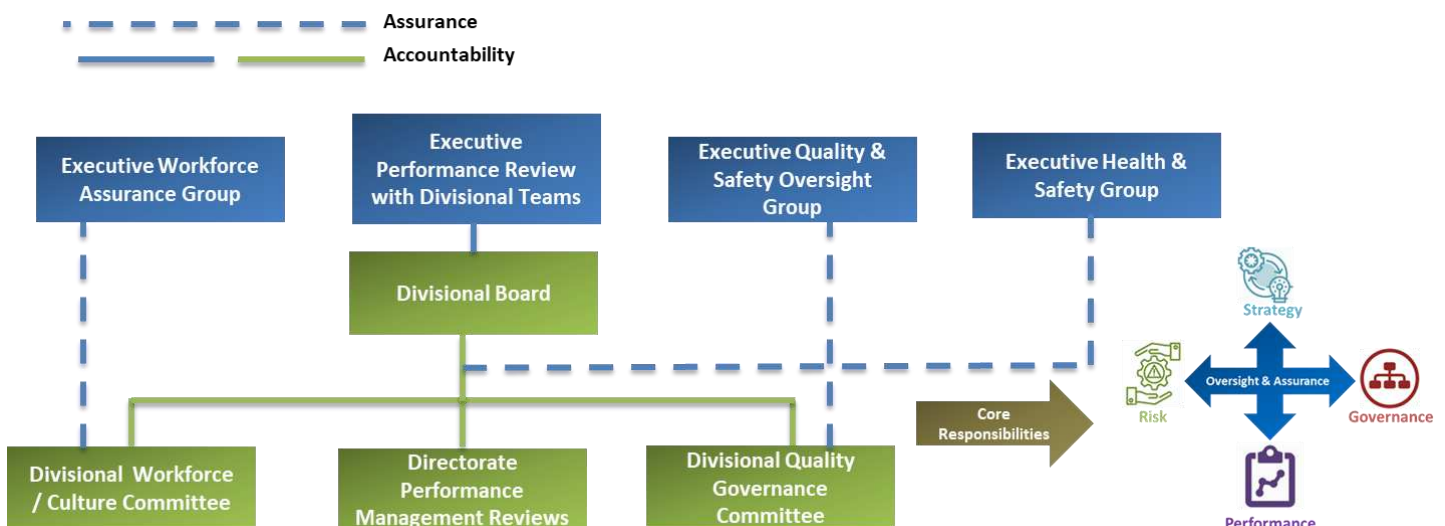 Assurance
Accountability
Executive Workforce
Assurance Group
Executive
Performance Review
with Divisional Teams
Executive Quality &
Safety Oversight
Group
Executive Health &
Safety Group
Divisional Board
Strategy
Oversight & Assurance
Risk
Governance
Core
Responsibilities
Divisional Workforce
/ Culture Committee
Directorate
Performance
Management Reviews
Divisional Quality
Governance
Committee
Performance